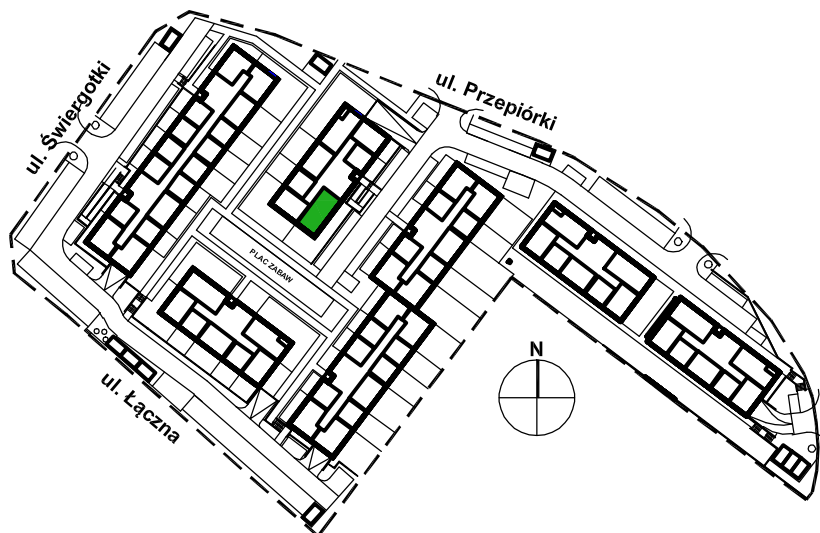 ul. Przepiórki
ul. Świergotki
PLAC ZABAW
N
ul. Łączna